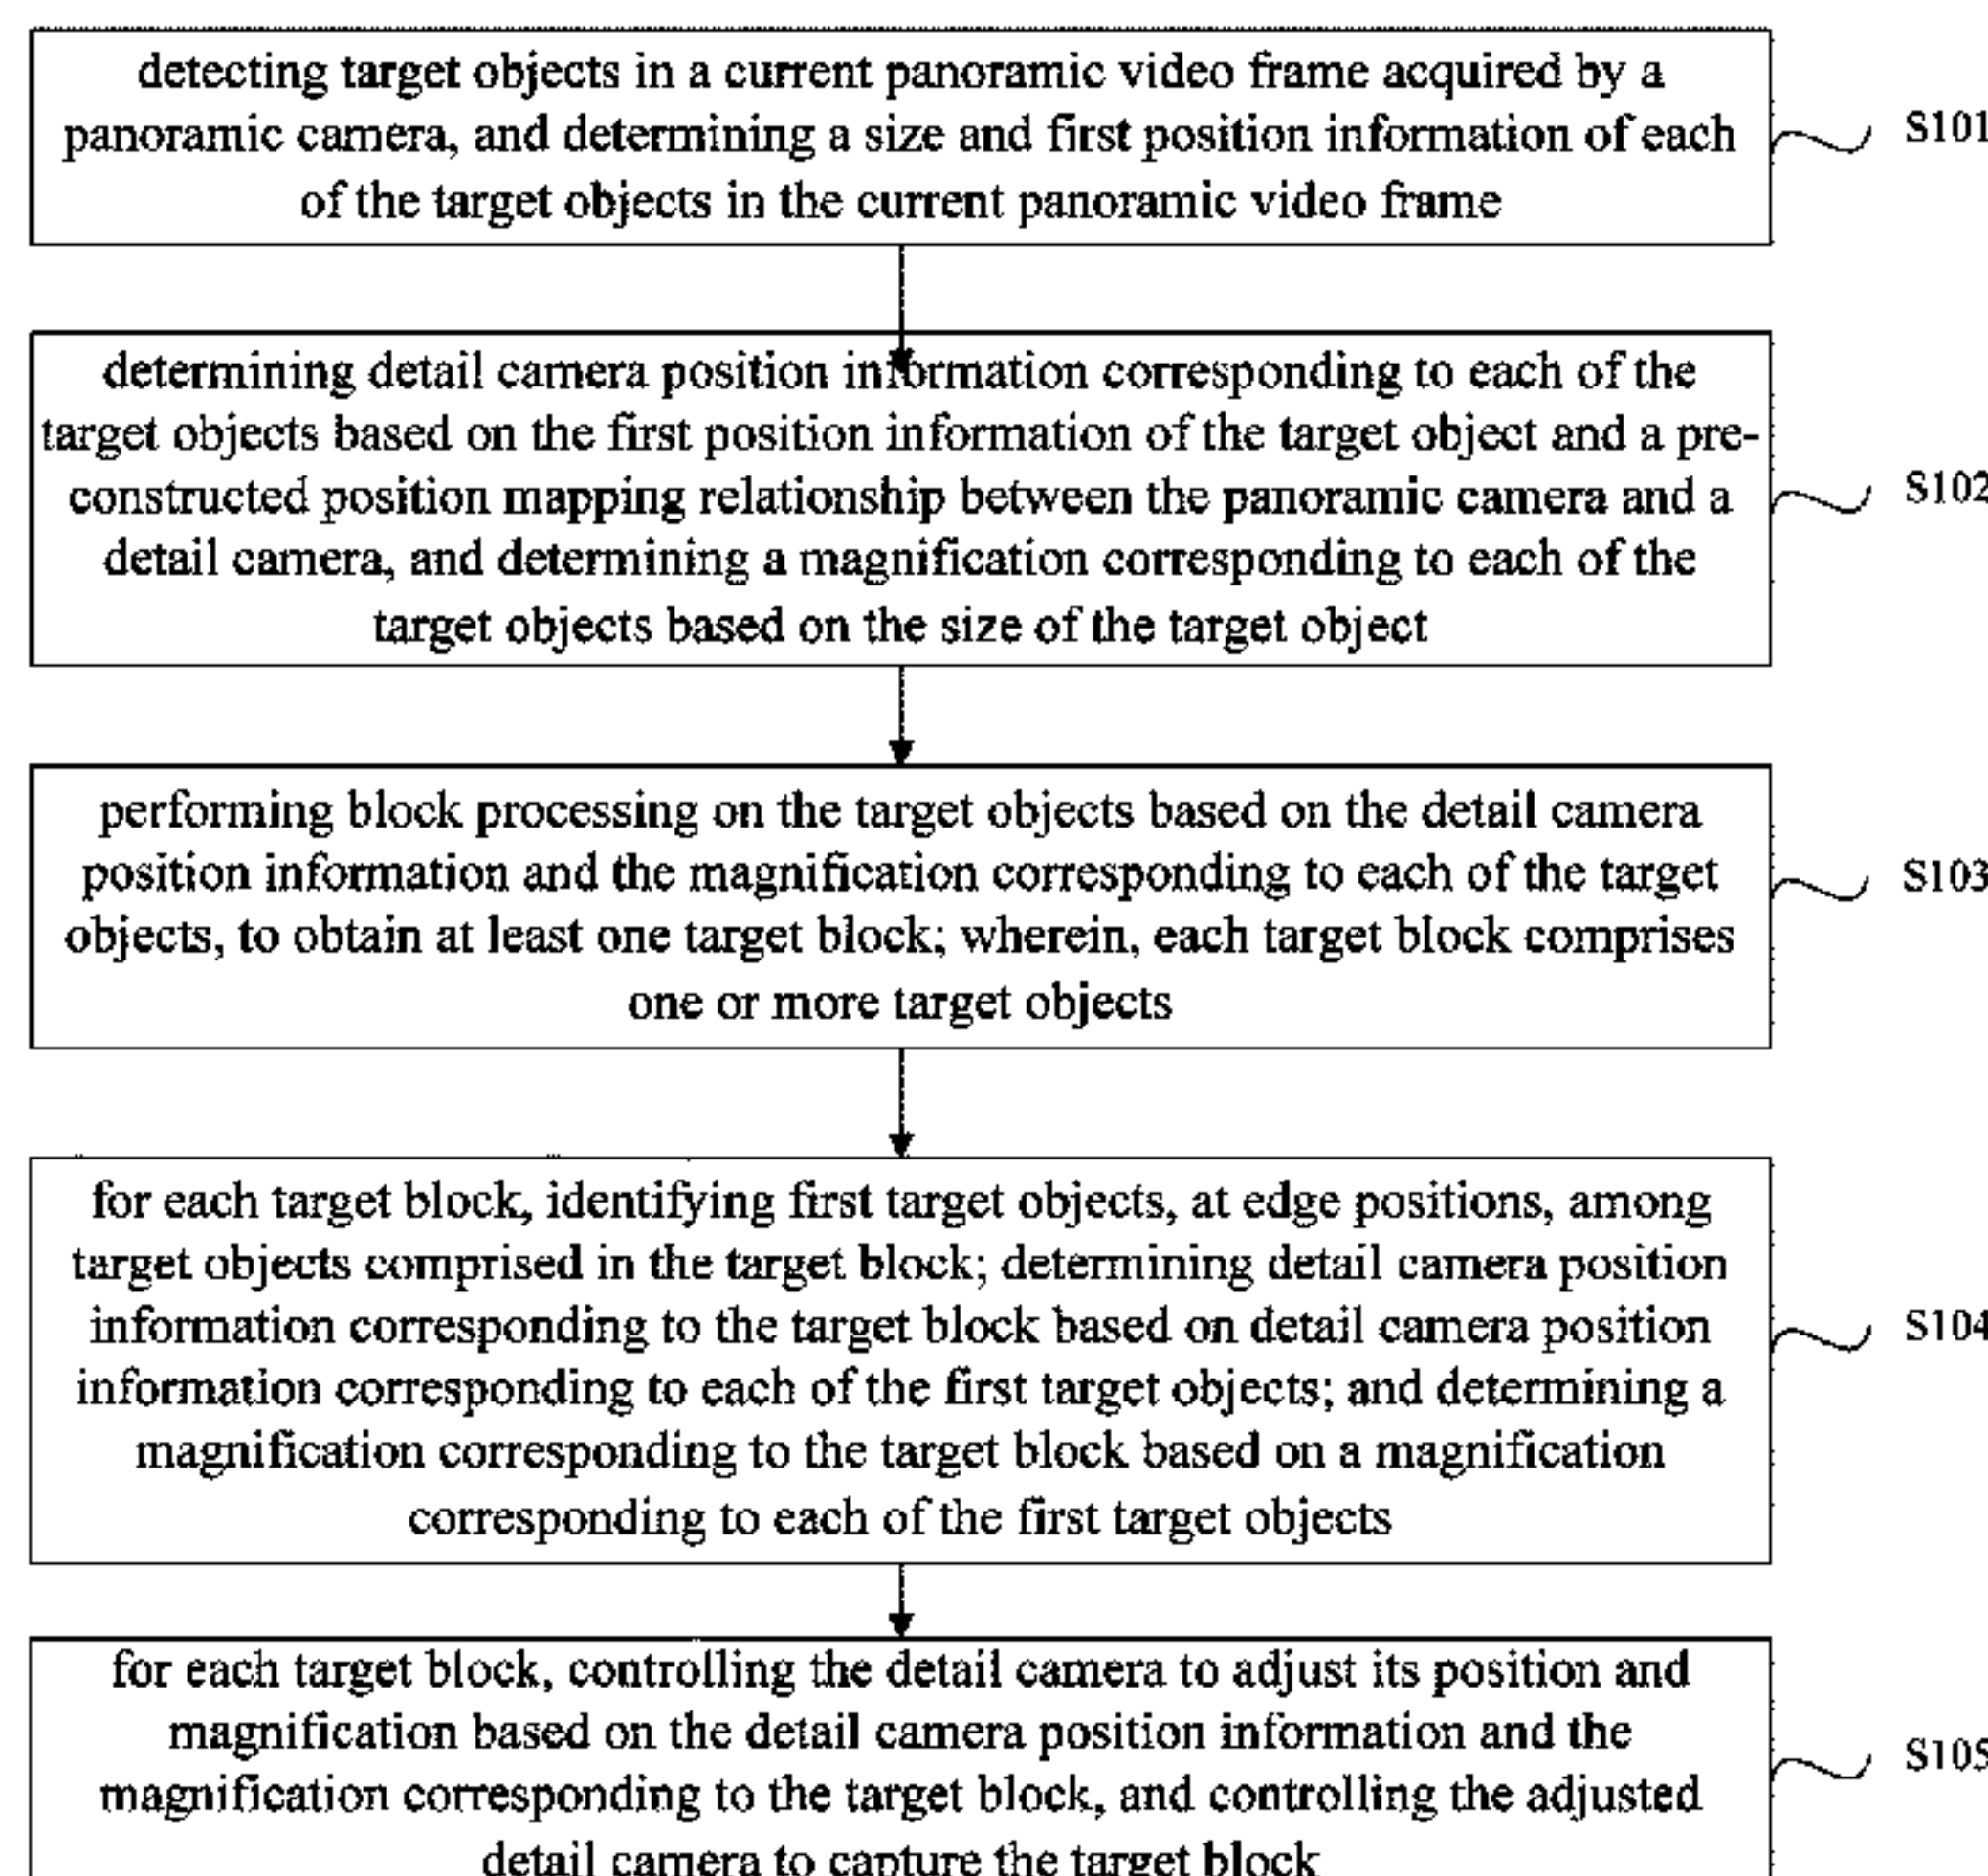 detecting target objects in a current panoramic video frame acquired by a
panoramic camera, and determining a size and first position information of each
of the target objects in the current panoramic video frame
S101
determining detail camera position information corresponding to each of the
target objects based on the first position information of the target object and a pre-
constructed position mapping relationship between the panoramic camera and a
detail camera, and determining a magnification corresponding to each of the
target objects based on the size of the target object
S102
performing block processing on the target objects based on the detail camera
position information and the magnification corresponding to each of the target
objects, to obtain at least one target block; wherein, each target block comprises
one or more target objects
S103
for each target block, identifying first target objects, at edge positions, among
target objects comprised in the target block; determining detail camera position
information corresponding to the target block based on detail camera position
information corresponding to each of the first target objects; and determining a
magnification corresponding to the target block based on a magnification
corresponding to each of the first target objects
S104
for each target block, controlling the detail camera to adjust its position and
magnification based on the detail camera position information and the
magnification corresponding to the target block, and controlling the adjusted
detail camera to capture the target block
S105